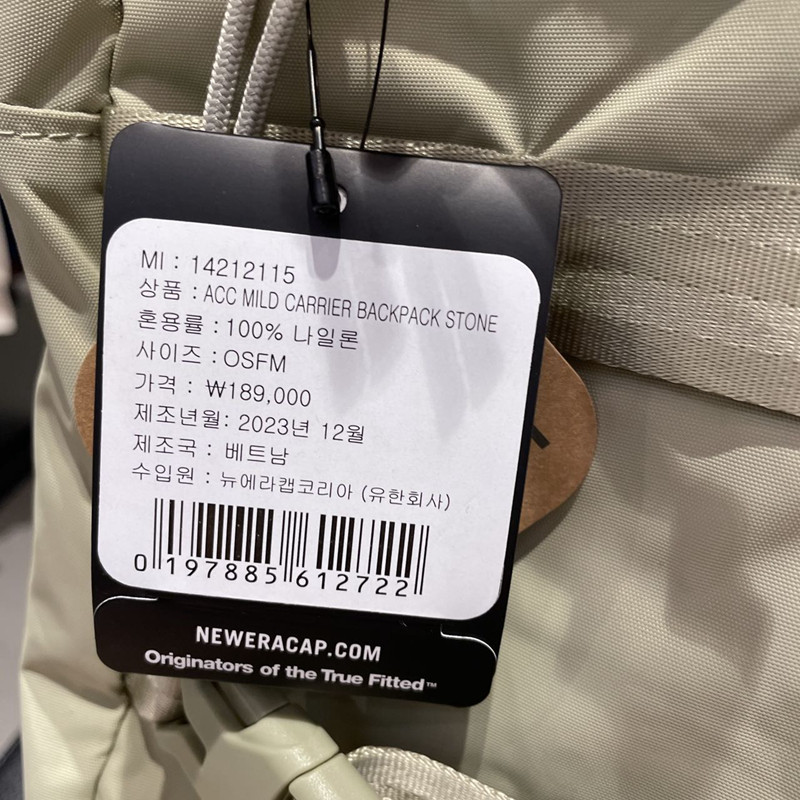 MI : 14212115
상품 : ACC MILD CARRIER BACKPACK STONE
혼용률 : 100% 나일론
사이즈 : OSFM
가격 : ₩189,000
제조년월: 2023년 12월
제조국 : 베트남
수입원 : 뉴에라캡코리아 (유한회사)
0 197885 612722
NEWERACAP.COM
Originators of the True Fitted™